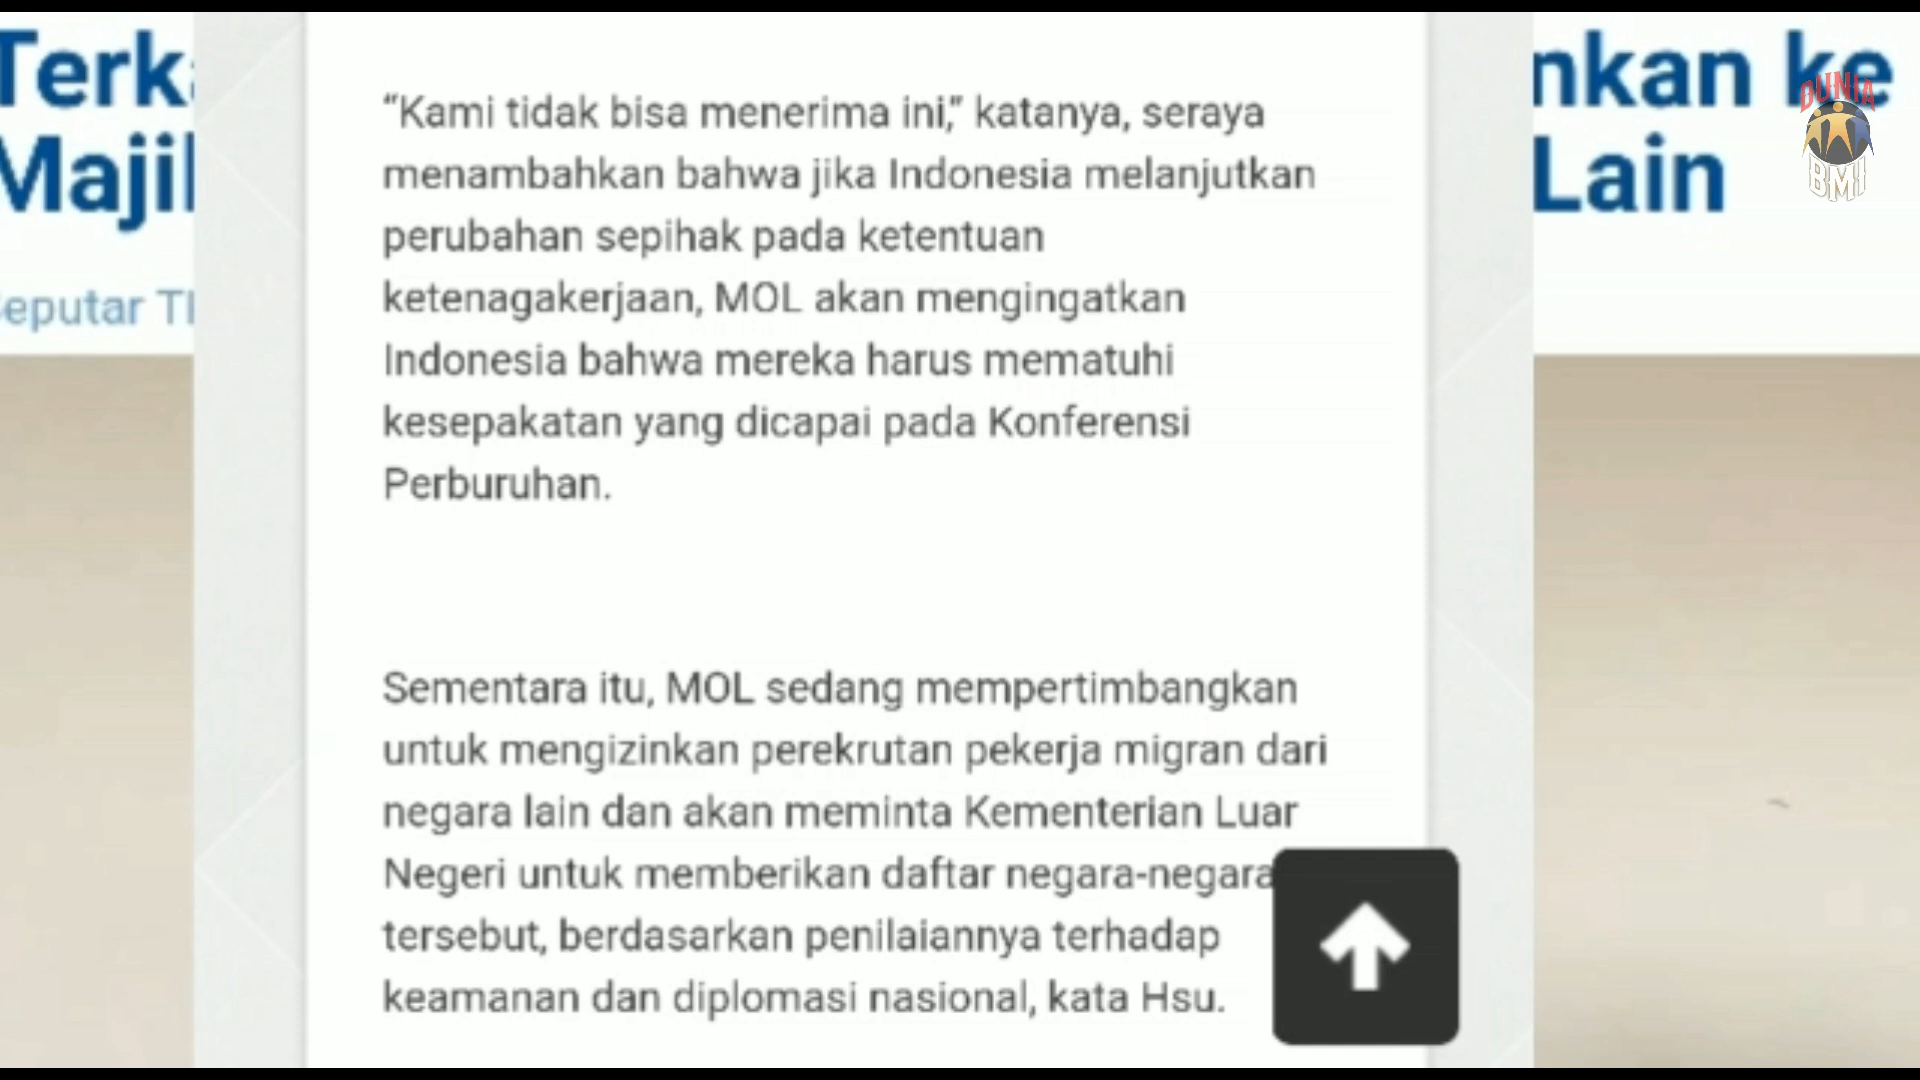 nkan ke
Lain
DUNIA
BMI
“Kami tidak bisa menerima ini,” katanya, seraya
menambahkan bahwa jika Indonesia melanjutkan
perubahan sepihak pada ketentuan
ketenagakerjaan, MOL akan mengingatkan
Indonesia bahwa mereka harus mematuhi
kesepakatan yang dicapai pada Konferensi
Perburuhan.
Sementara itu, MOL sedang mempertimbangkan
untuk mengizinkan perekrutan pekerja migran dari
negara lain dan akan meminta Kementerian Luar
Negeri untuk memberikan daftar negara-negara
tersebut, berdasarkan penilaiannya terhadap
keamanan dan diplomasi nasional, kata Hsu.